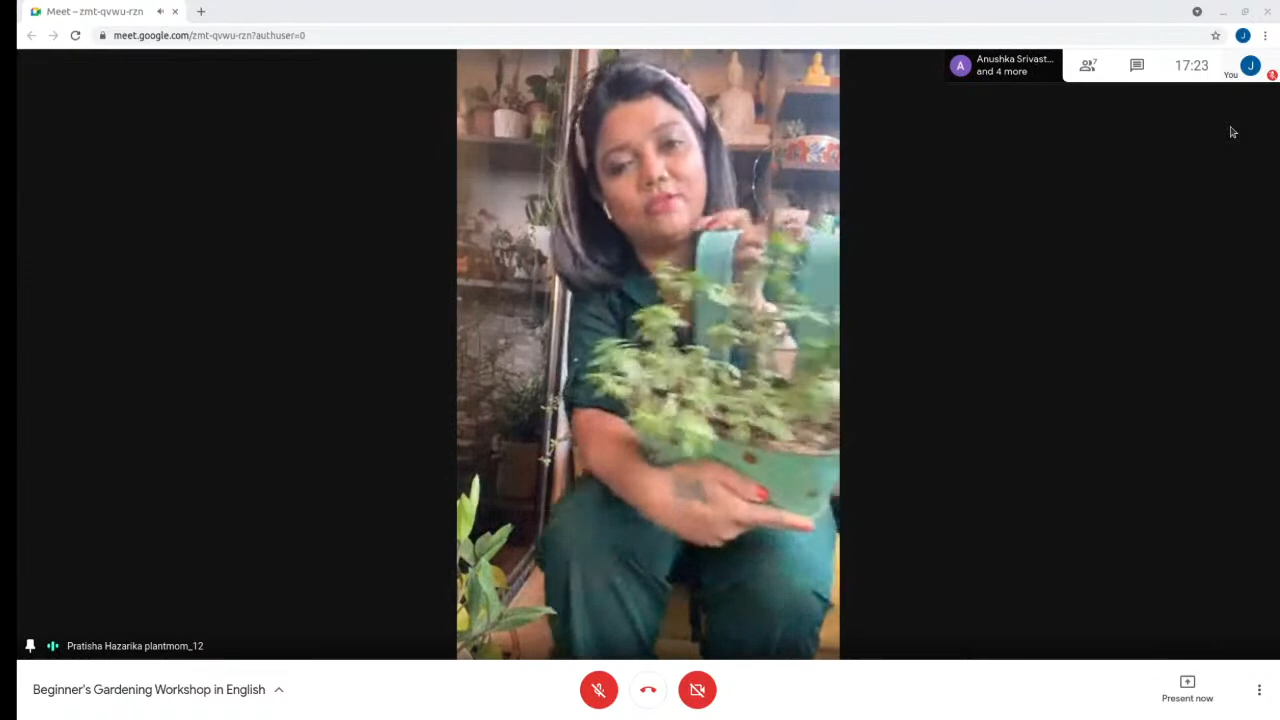 Meet – zmt-qvwu-rzn
meet.google.com/zmt-qvwu-rzn?authuser=0
J
A
Anushka Srivast...
and 4 more
7
17:23
You
J
Pratisha Hazarika plantmom_12
Beginner's Gardening Workshop in English
Present now